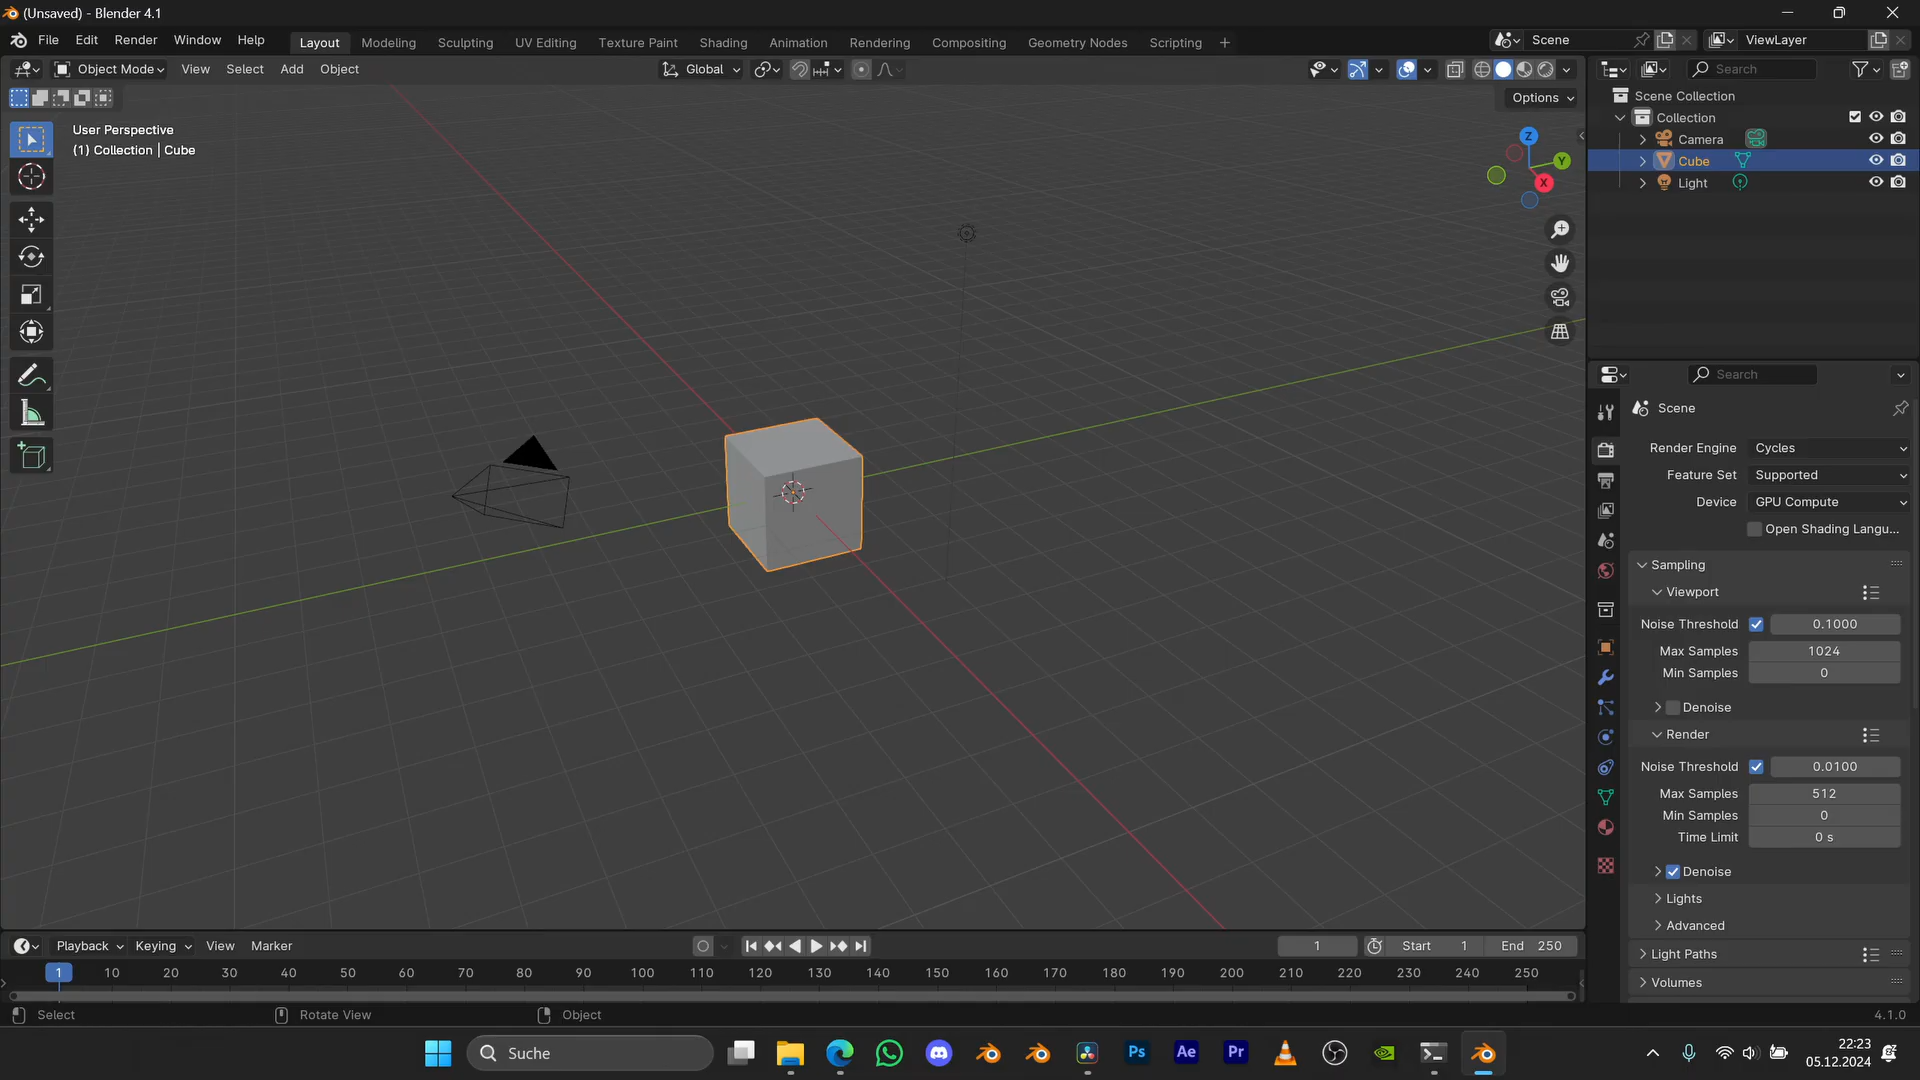 (Unsaved) - Blender 4.1
File Edit Render Window Help
Layout Modeling Sculpting UV Editing Texture Paint Shading Animation Rendering Compositing Geometry Nodes Scripting +
Scene
ViewLayer
Object Mode View Select Add Object
Global
Search
Options
User Perspective
(1) Collection | Cube
Z
Y
X
Scene Collection
Collection
Camera
Cube
Light
Search
Scene
Render Engine Cycles
Feature Set Supported
Device GPU Compute
Open Shading Langu...
Sampling
Viewport
Noise Threshold 0.1000
Max Samples 1024
Min Samples 0
Denoise
Render
Noise Threshold 0.0100
Max Samples 512
Min Samples 0
Time Limit 0 s
Denoise
Lights
Advanced
Light Paths
Volumes
Playback Keying View Marker
1 Start 1 End 250
1 10 20 30 40 50 60 70 80 90 100 110 120 130 140 150 160 170 180 190 200 210 220 230 240 250
Select Rotate View Object
4.1.0
Suche
Ps
Ae
Pr
22:23
05.12.2024